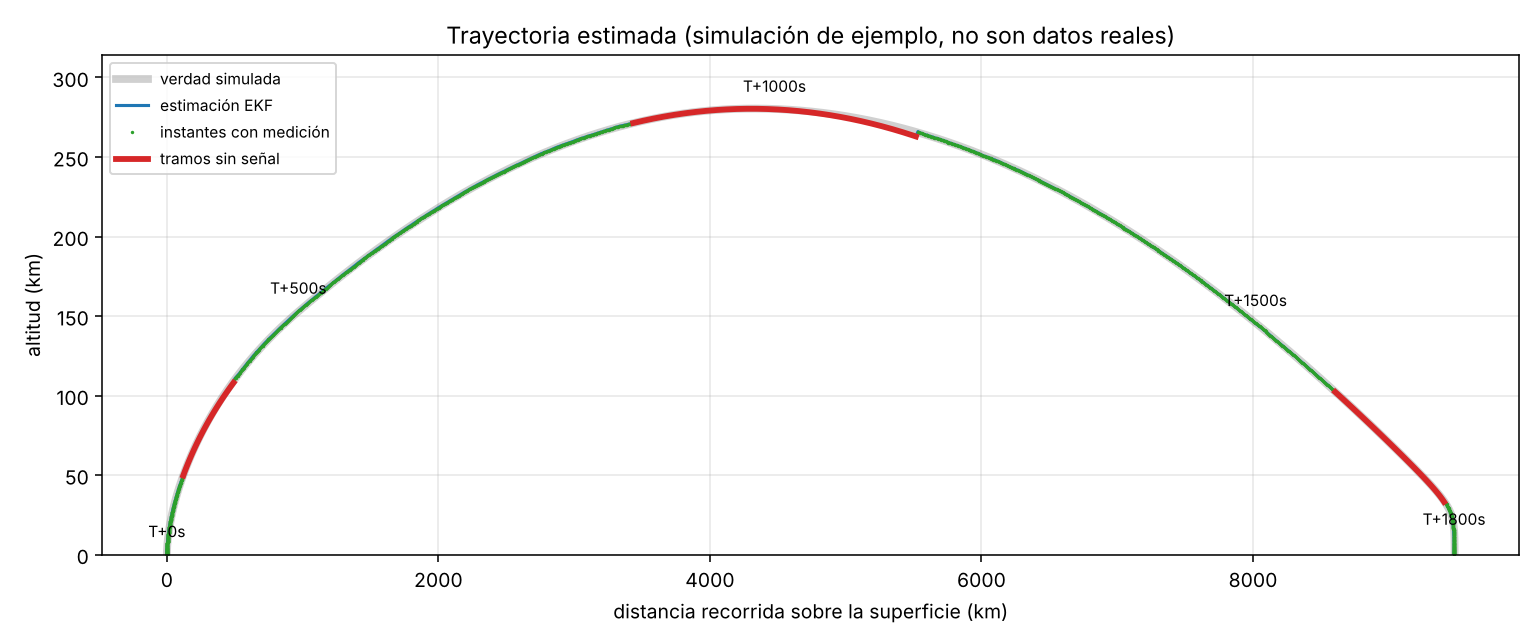 Trayectoria estimada (simulación de ejemplo, no son datos reales)
verdad simulada
estimación EKF
instantes con medición
tramos sin señal
T+1000s
T+500s
T+1500s
T+0s
T+1800s
300
250
200
150
100
50
0
altitud (km)
0 2000 4000 6000 8000
distancia recorrida sobre la superficie (km)